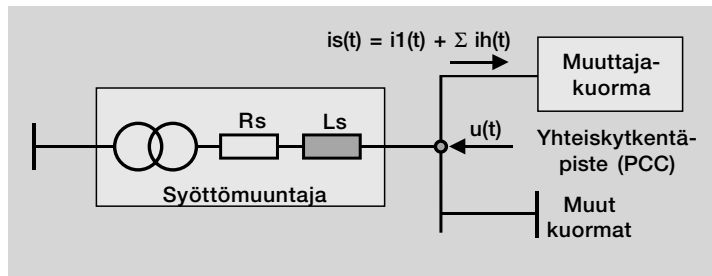 is(t) = i1(t) + Σ ih(t)
Muuttaja-
kuorma
Rs
Ls
u(t)
Yhteiskytkentä-
piste (PCC)
Syöttömuuntaja
Muut
kuormat